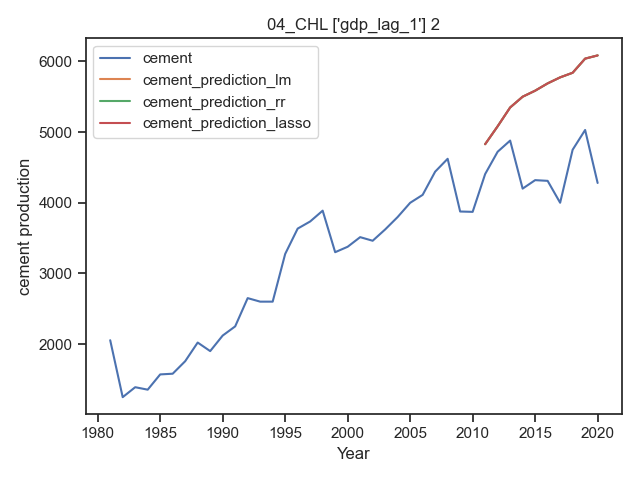 04_CHL ['gdp_lag_1'] 2
cement
cement_prediction_lm
cement_prediction_rr
cement_prediction_lasso
cement production
6000
5000
4000
3000
2000
1980 1985 1990 1995 2000 2005 2010 2015 2020
Year